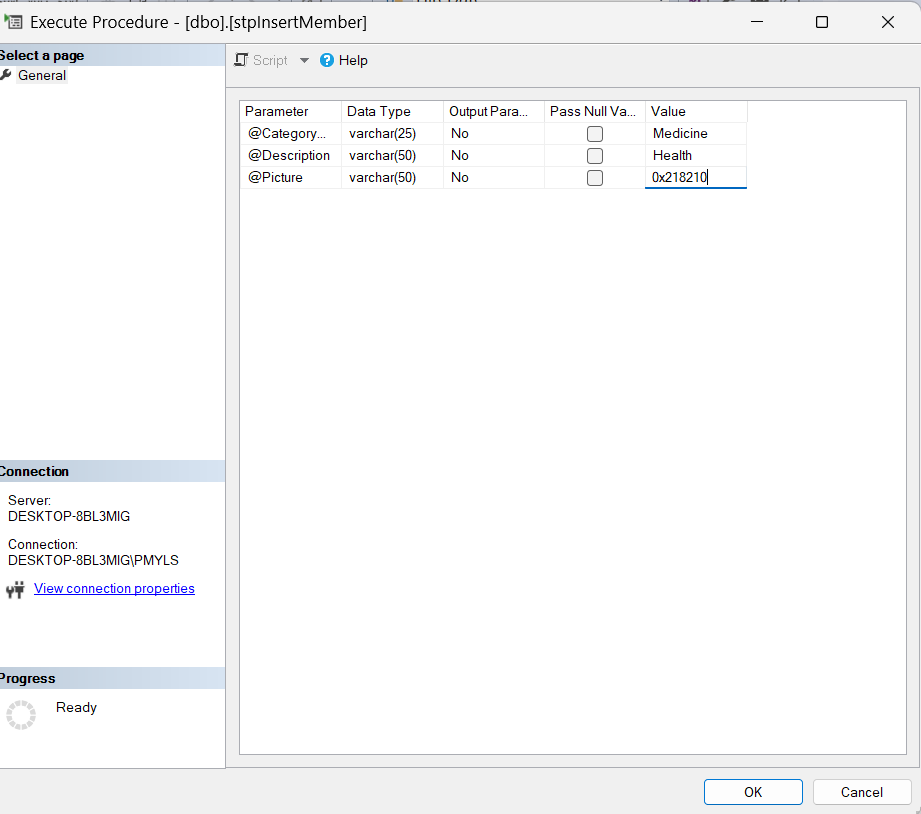 Execute Procedure - [dbo].[stpInsertMember]
Select a page
General
Script
Help
Parameter Data Type Output Para... Pass Null Va... Value
@Category... varchar(25) No Medicine
@Description varchar(50) No Health
@Picture varchar(50) No 0x218210
Connection
Server:
DESKTOP-8BL3MIG
Connection:
DESKTOP-8BL3MIG\PMYLS
View connection properties
Progress
Ready
OK
Cancel